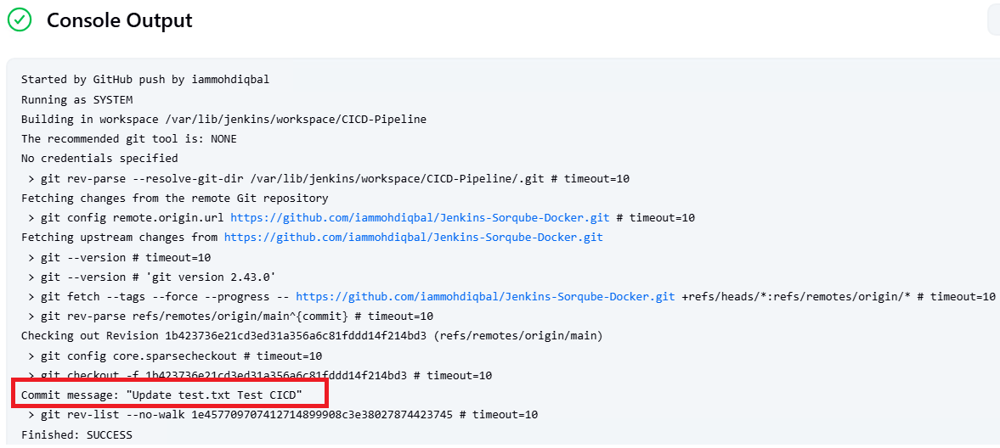 Console Output
Started by GitHub push by iammohdiqbal
Running as SYSTEM
Building in workspace /var/lib/jenkins/workspace/CICD-Pipeline
The recommended git tool is: NONE
No credentials specified
> git rev-parse --resolve-git-dir /var/lib/jenkins/workspace/CICD-Pipeline/.git # timeout=10
Fetching changes from the remote Git repository
> git config remote.origin.url https://github.com/iammohdiqbal/Jenkins-Sorqube-Docker.git # timeout=10
Fetching upstream changes from https://github.com/iammohdiqbal/Jenkins-Sorqube-Docker.git
> git --version # timeout=10
> git --version # 'git version 2.43.0'
> git fetch --tags --force --progress -- https://github.com/iammohdiqbal/Jenkins-Sorqube-Docker.git +refs/heads/*:refs/remotes/origin/* # timeout=10
> git rev-parse refs/remotes/origin/main^{commit} # timeout=10
Checking out Revision 1b423736e21cd3ed31a356a6c81fddd14f214bd3 (refs/remotes/origin/main)
> git config core.sparsecheckout # timeout=10
> git checkout -f 1b423736e21cd3ed31a356a6c81fddd14f214bd3 # timeout=10
Commit message: "Update test.txt Test CICD"
> git rev-list --no-walk 1e457709707412714899908c3e38027874423745 # timeout=10
Finished: SUCCESS